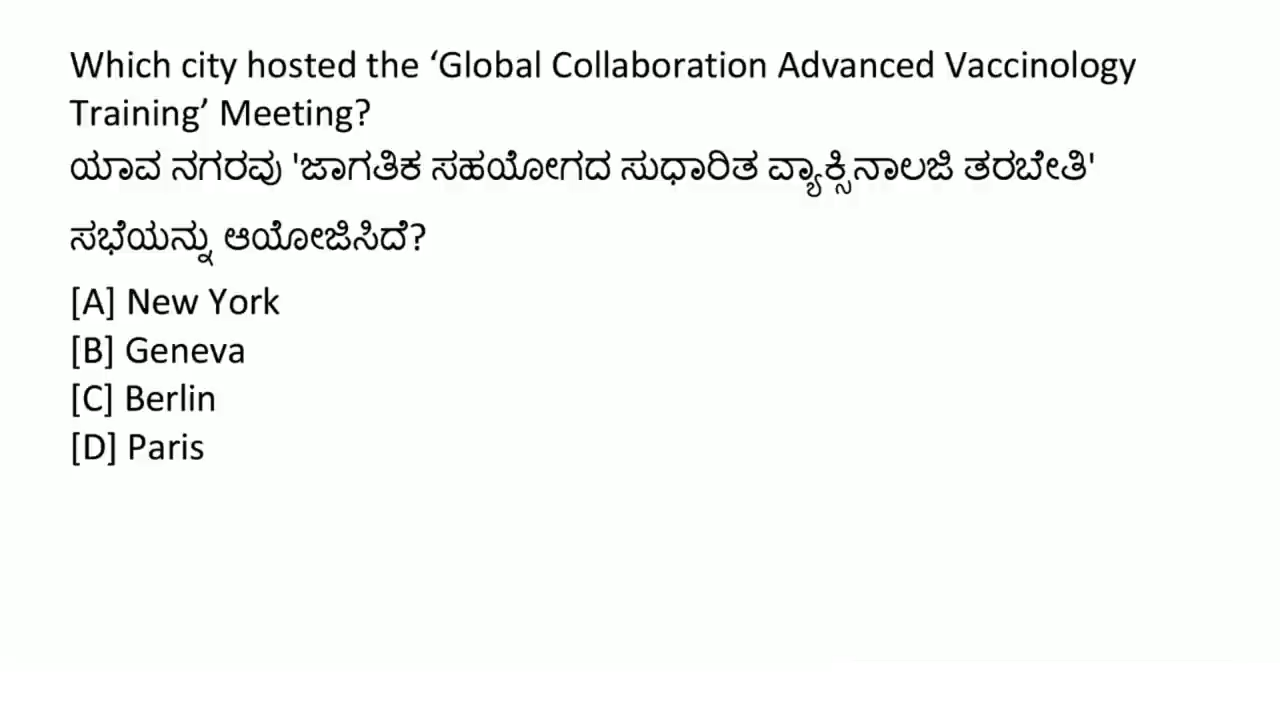 Which city hosted the ‘Global Collaboration Advanced Vaccinology
Training’ Meeting?
ಯಾವ ನಗರವು 'ಜಾಗತಿಕ ಸಹಯೋಗದ ಸುಧಾರಿತ ವ್ಯಾಕ್ಸಿನಾಲಜಿ ತರಬೇತಿ'
ಸಭೆಯನ್ನು ಆಯೋಜಿಸಿದೆ?
[A] New York
[B] Geneva
[C] Berlin
[D] Paris